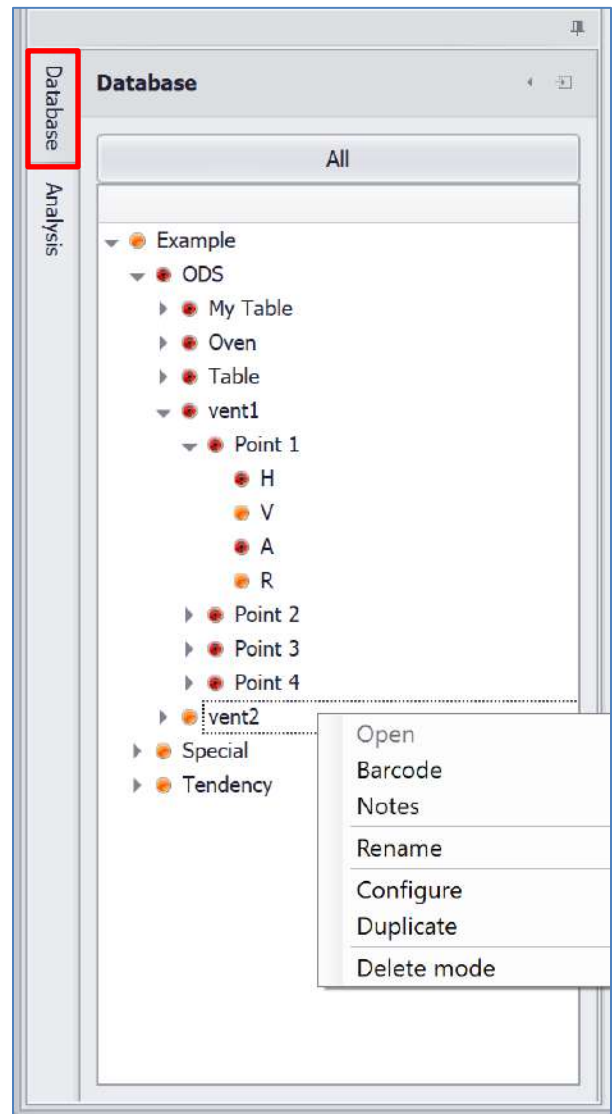 Database
Analysis
Database
All
Example
ODS
My Table
Oven
Table
vent1
Point 1
H
V
A
R
Point 2
Point 3
Point 4
vent2
Special
Tendency
Open
Barcode
Notes
Rename
Configure
Duplicate
Delete mode